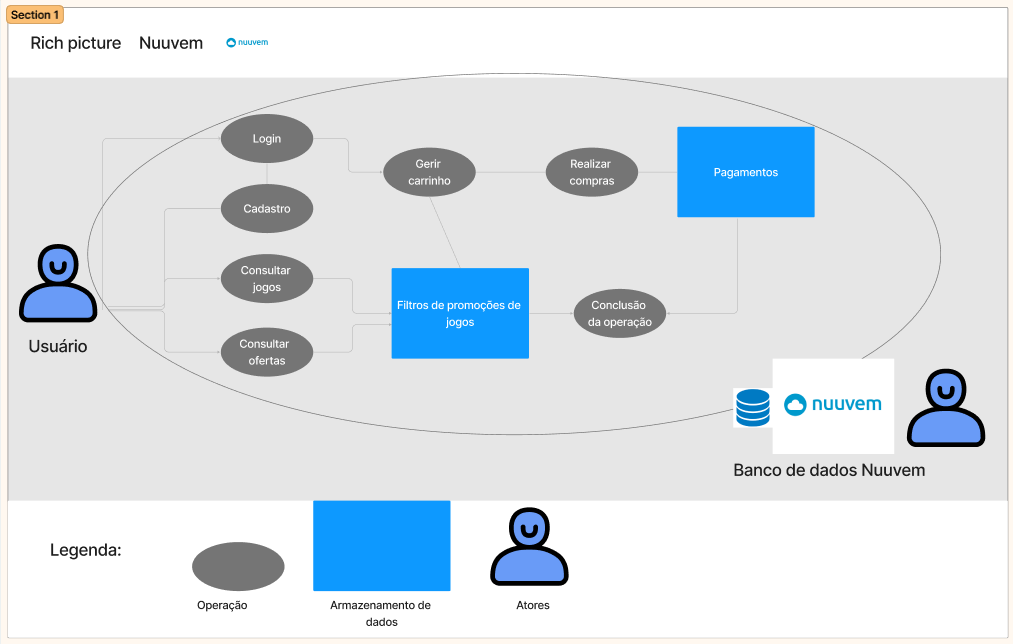 Section 1
Rich picture Nuuvem nuuvem
Login
Cadastro
Consultar
jogos
Consultar
ofertas
Gerir
carrinho
Realizar
compras
Pagamentos
Filtros de promoções de
jogos
Conclusão
da operação
Usuário
nuuvem
Banco de dados Nuuvem
Legenda:
Operação
Armazenamento de
dados
Atores